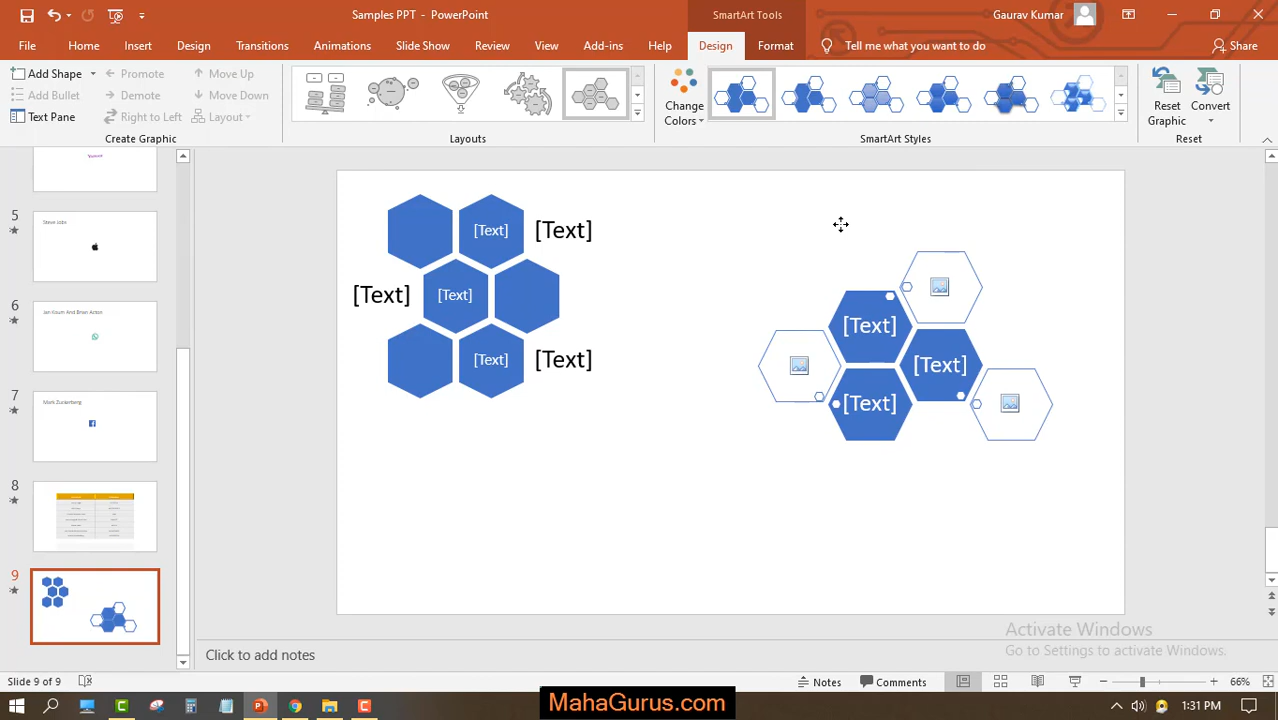 Samples PPT - PowerPoint
SmartArt Tools
Gaurav Kumar
File Home Insert Design Transitions Animations Slide Show Review View Add-ins Help Design Format Tell me what you want to do Share
Add Shape Promote Move Up
Add Bullet Demote Move Down
Text Pane Right to Left Layout
Create Graphic
Layouts
Change Colors
SmartArt Styles
Reset Graphic
Convert
Reset
5
Steve Jobs
6
Jan Koum And Brian Acton
7
Mark Zuckerberg
8
9
[Text] [Text]
[Text] [Text]
[Text] [Text]
[Text]
[Text]
[Text]
Activate Windows
Go to Settings to activate Windows.
Click to add notes
Slide 9 of 9
Notes Comments 66%
MahaGurus.com
1:31 PM